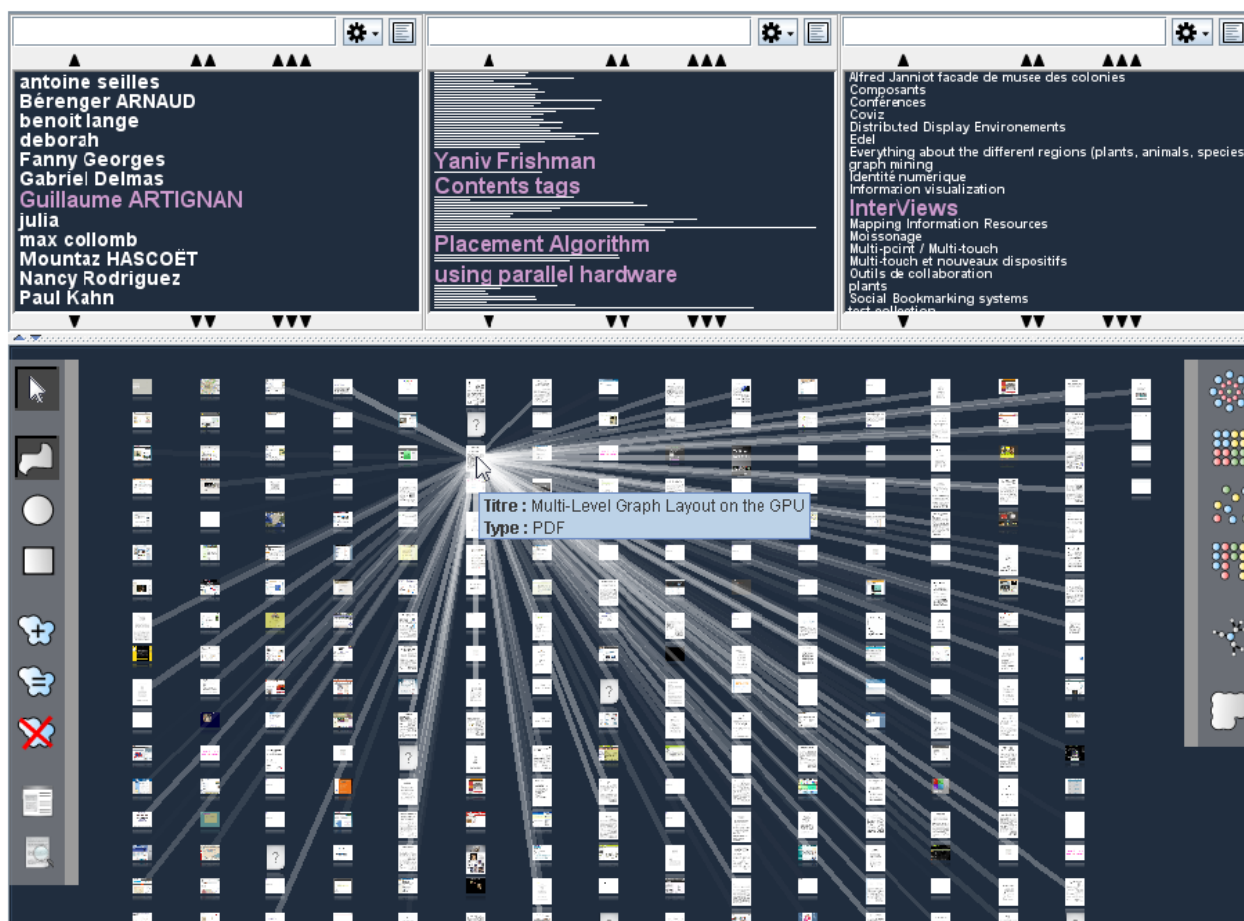 antoine seilles
Bérenger ARNAUD
benoit lange
deborah
Fanny Georges
Gabriel Delmas
Guillaume ARTIGNAN
julia
max collomb
Mountaz HASCOËT
Nancy Rodriguez
Paul Kahn
Yaniv Frishman
Contents tags
Placement Algorithm
using parallel hardware
Alfred Janniot facade de musee des colonies
Composants
Conférences
Coviz
Distributed Display Environements
Edel
Everything about the different regions (plants, animals, species
graph mining
Identité numérique
Information visualization
InterViews
Mapping Information Resources
Moissonage
Multi-point / Multi-touch
Multi-touch et nouveaux dispositifs
Outils de collaboration
plants
Social Bookmarking systems
test collection
Titre : Multi-Level Graph Layout on the GPU
Type : PDF